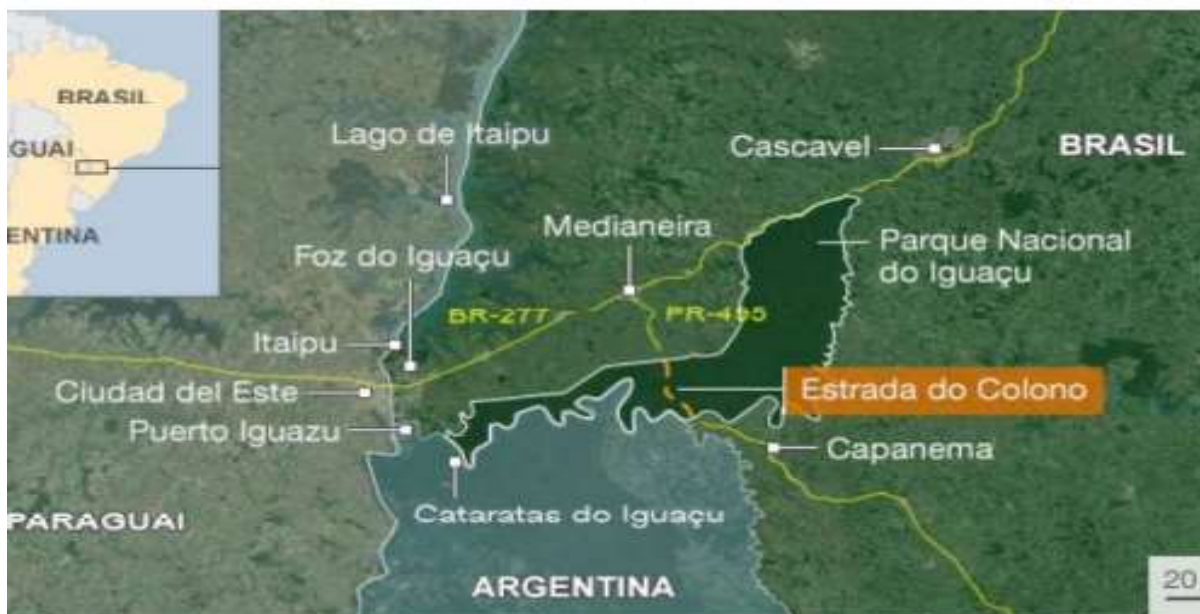 BRASIL
GUAI
ENTINA
Lago de Itaipu
Cascavel
BRASIL
Medianeira
Foz do Iguaçu
Parque Nacional
do Iguaçu
BR-277
PR-495
Itaipu
Ciudad del Este
Estrada do Colono
Puerto Iguazu
Capanema
Cataratas do Iguaçu
PARAGUAI
ARGENTINA
20